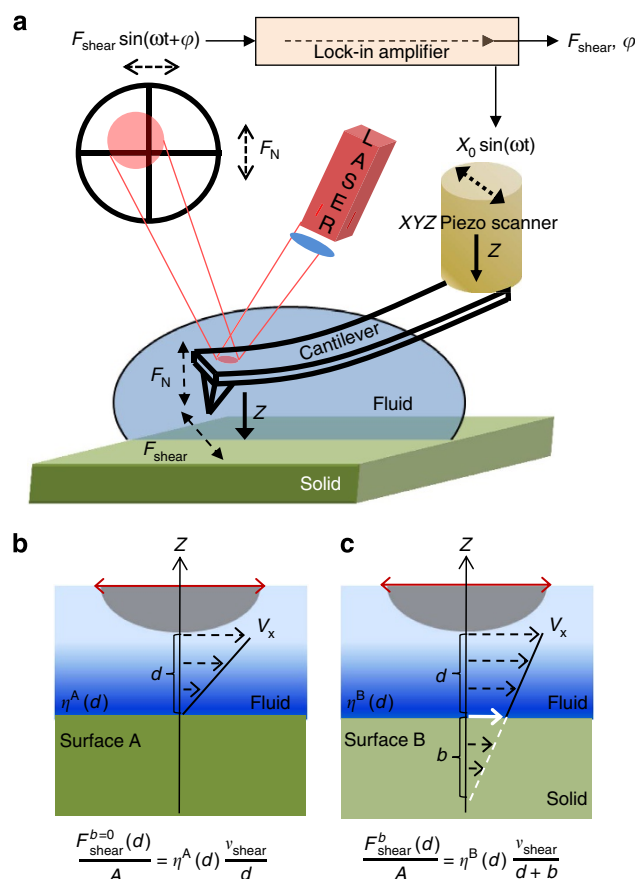 a
F_shear sin(ωt+φ)
Lock-in amplifier
F_shear, φ
F_N
LASER
X_0 sin(ωt)
XYZ Piezo scanner
Z
Cantilever
F_N
Fluid
Z
F_shear
Solid
b
Z
V_x
d
η^A(d)
Fluid
Surface A
F_shear^{b=0}(d) / A = η^A(d) v_shear / d
c
Z
V_x
d
η^B(d)
Fluid
Surface B
b
Solid
F_shear^b(d) / A = η^B(d) v_shear / d + b